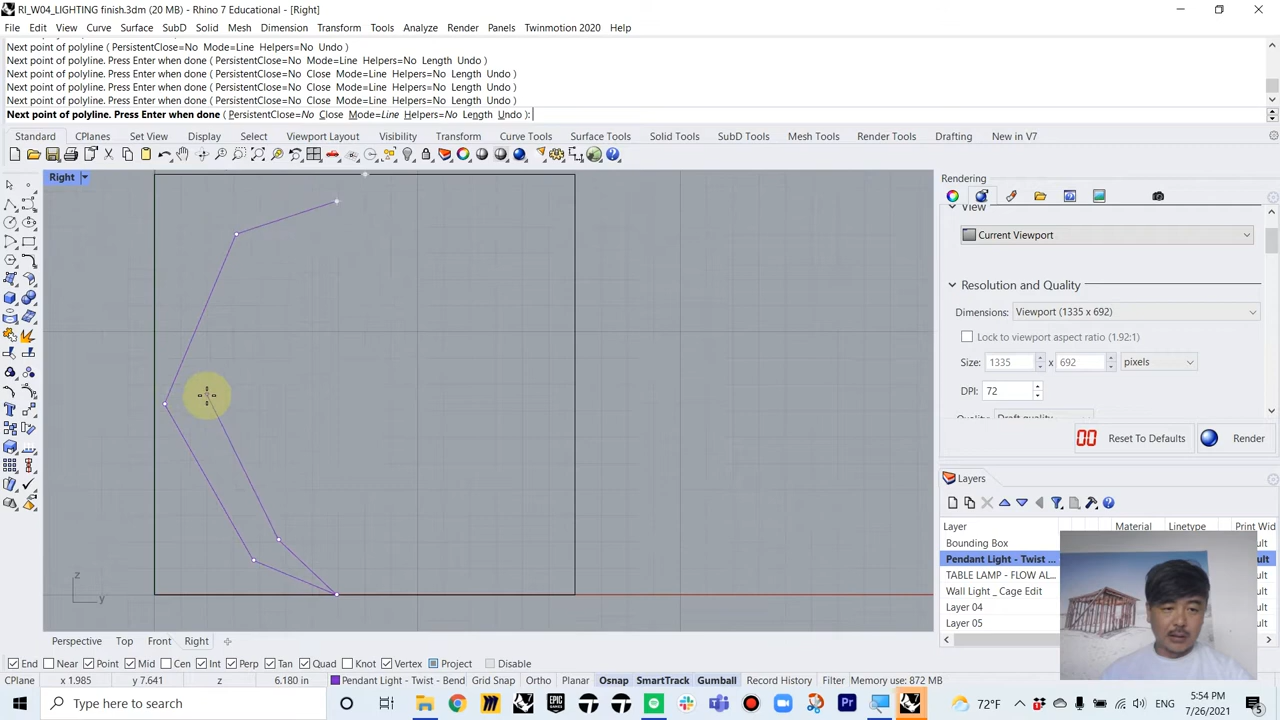 RI_W04_LIGHTING finish.3dm (20 MB) - Rhino 7 Educational - [Right]
File Edit View Curve Surface SubD Solid Mesh Dimension Transform Tools Analyze Render Panels Twinmotion 2020 Help
Next point of polyline ( PersistentClose=No Mode=Line Helpers=No Undo )
Next point of polyline. Press Enter when done ( PersistentClose=No Mode=Line Helpers=No Length Undo )
Next point of polyline. Press Enter when done ( PersistentClose=No Close Mode=Line Helpers=No Length Undo )
Next point of polyline. Press Enter when done ( PersistentClose=No Close Mode=Line Helpers=No Length Undo )
Next point of polyline. Press Enter when done ( PersistentClose=No Close Mode=Line Helpers=No Length Undo )
Next point of polyline. Press Enter when done ( PersistentClose=No Close Mode=Line Helpers=No Length Undo ):
Standard CPlanes Set View Display Select Viewport Layout Visibility Transform Curve Tools Surface Tools Solid Tools SubD Tools Mesh Tools Render Tools Drafting New in V7
Right
Rendering
View
Current Viewport
Resolution and Quality
Dimensions: Viewport (1335 x 692)
Lock to viewport aspect ratio (1.92:1)
Size: 1335 x 692 pixels
DPI: 72
Reset To Defaults Render
Layers
Layer Material Linetype Print Wid
Bounding Box ult
Pendant Light - Twist ... ult
TABLE LAMP - FLOW AL... ult
Wall Light _ Cage Edit ult
Layer 04 ult
Layer 05 ult
z
y
Perspective Top Front Right
End Near Point Mid Cen Int Perp Tan Quad Knot Vertex Project Disable
CPlane x 1.985 y 7.641 z 6.180 in Pendant Light - Twist - Bend Grid Snap Ortho Planar Osnap SmartTrack Gumball Record History Filter Memory use: 872 MB
Type here to search
72°F ENG
5:54 PM
7/26/2021
5